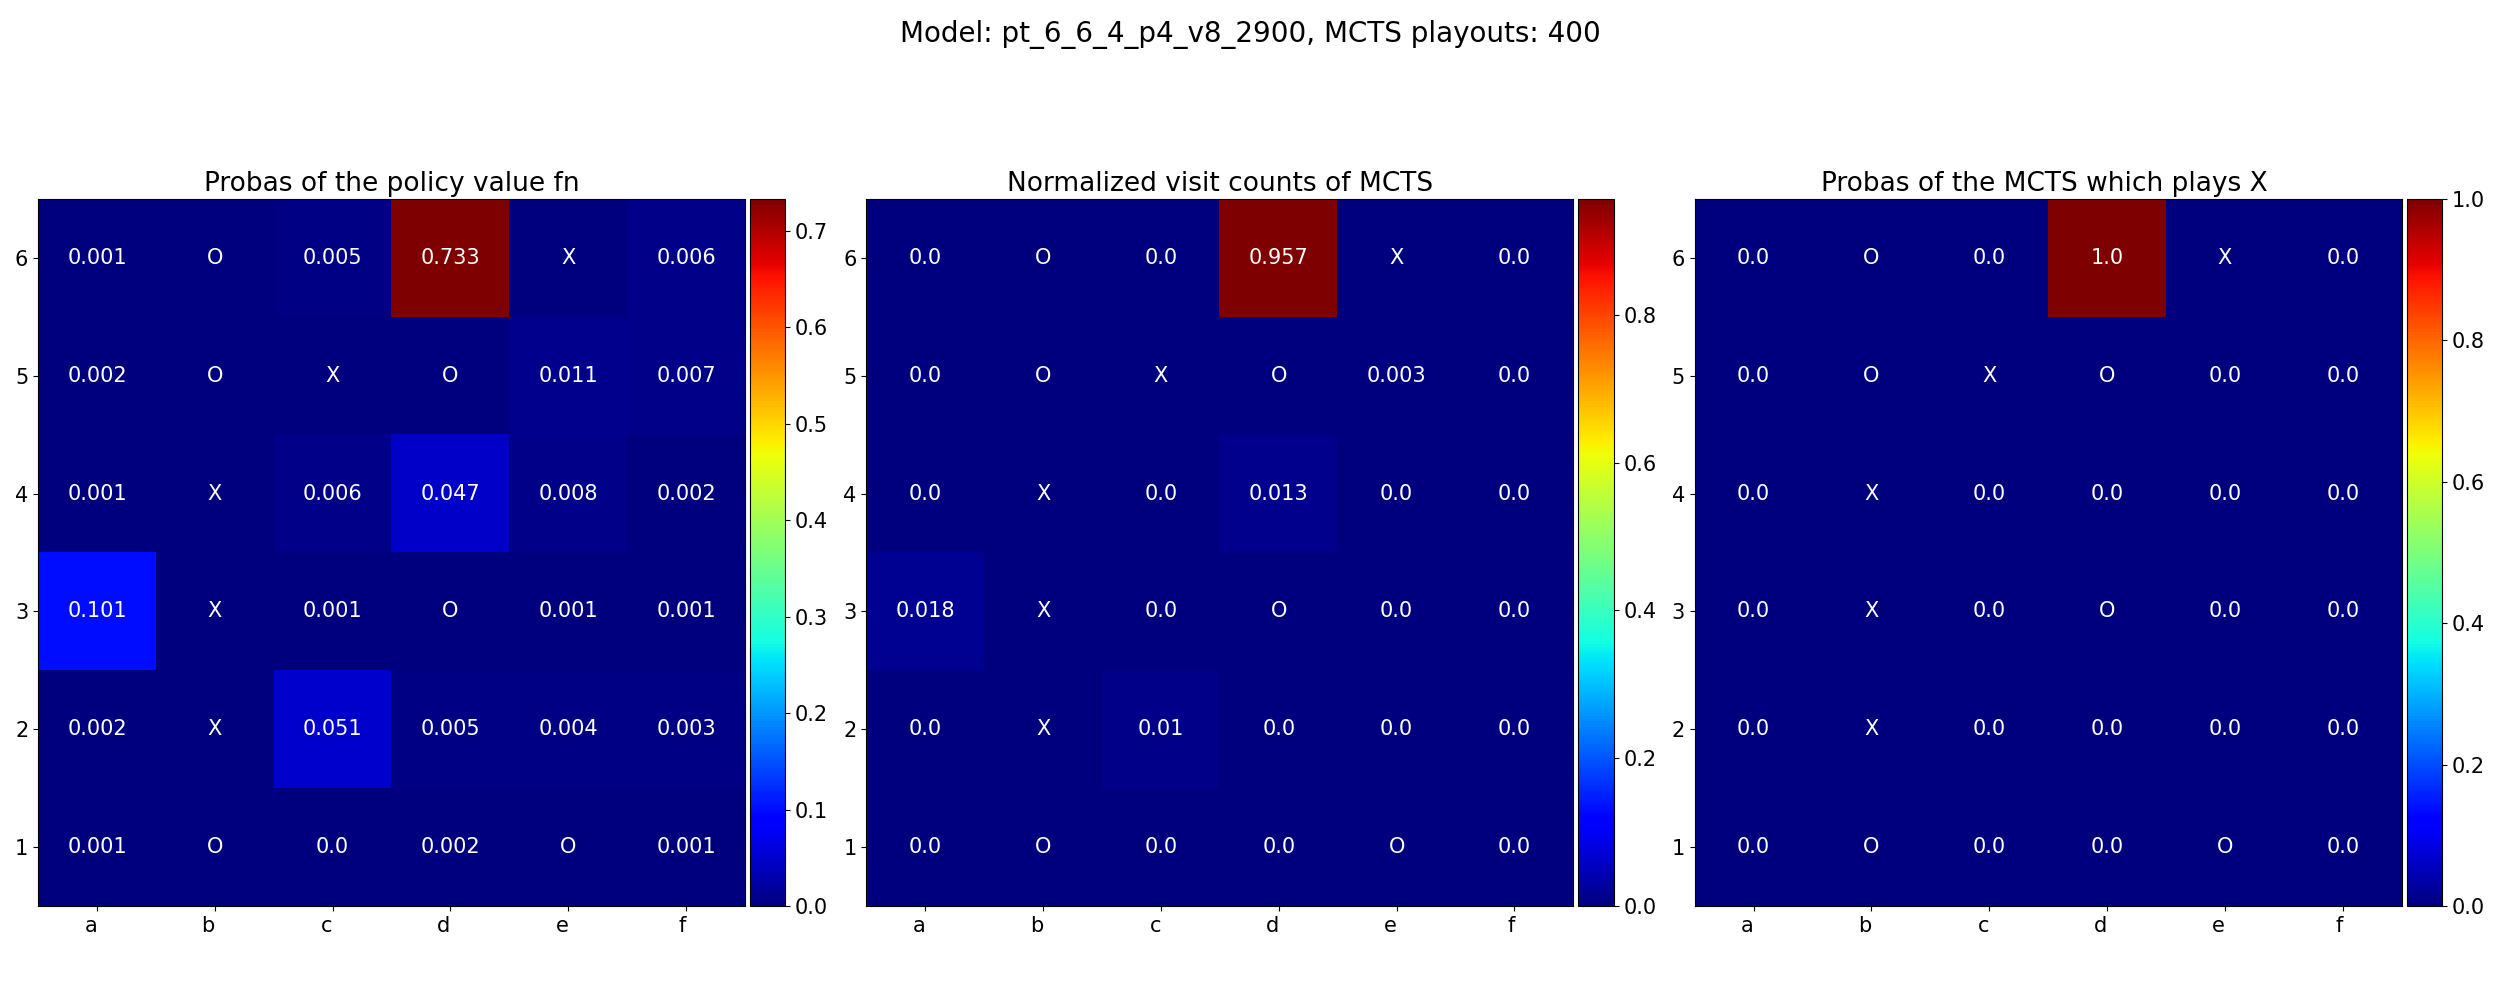 Model: pt_6_6_4_p4_v8_2900, MCTS playouts: 400
Probas of the policy value fn
6 0.001 O 0.005 0.733 X 0.006
5 0.002 O X O 0.011 0.007
4 0.001 X 0.006 0.047 0.008 0.002
3 0.101 X 0.001 O 0.001 0.001
2 0.002 X 0.051 0.005 0.004 0.003
1 0.001 O 0.0 0.002 O 0.001
a b c d e f
0.7
0.6
0.5
0.4
0.3
0.2
0.1
0.0
Normalized visit counts of MCTS
6 0.0 O 0.0 0.957 X 0.0
5 0.0 O X O 0.003 0.0
4 0.0 X 0.0 0.013 0.0 0.0
3 0.018 X 0.0 O 0.0 0.0
2 0.0 X 0.01 0.0 0.0 0.0
1 0.0 O 0.0 0.0 O 0.0
a b c d e f
0.8
0.6
0.4
0.2
0.0
Probas of the MCTS which plays X
6 0.0 O 0.0 1.0 X 0.0
5 0.0 O X O 0.0 0.0
4 0.0 X 0.0 0.0 0.0 0.0
3 0.0 X 0.0 O 0.0 0.0
2 0.0 X 0.0 0.0 0.0 0.0
1 0.0 O 0.0 0.0 O 0.0
a b c d e f
1.0
0.8
0.6
0.4
0.2
0.0